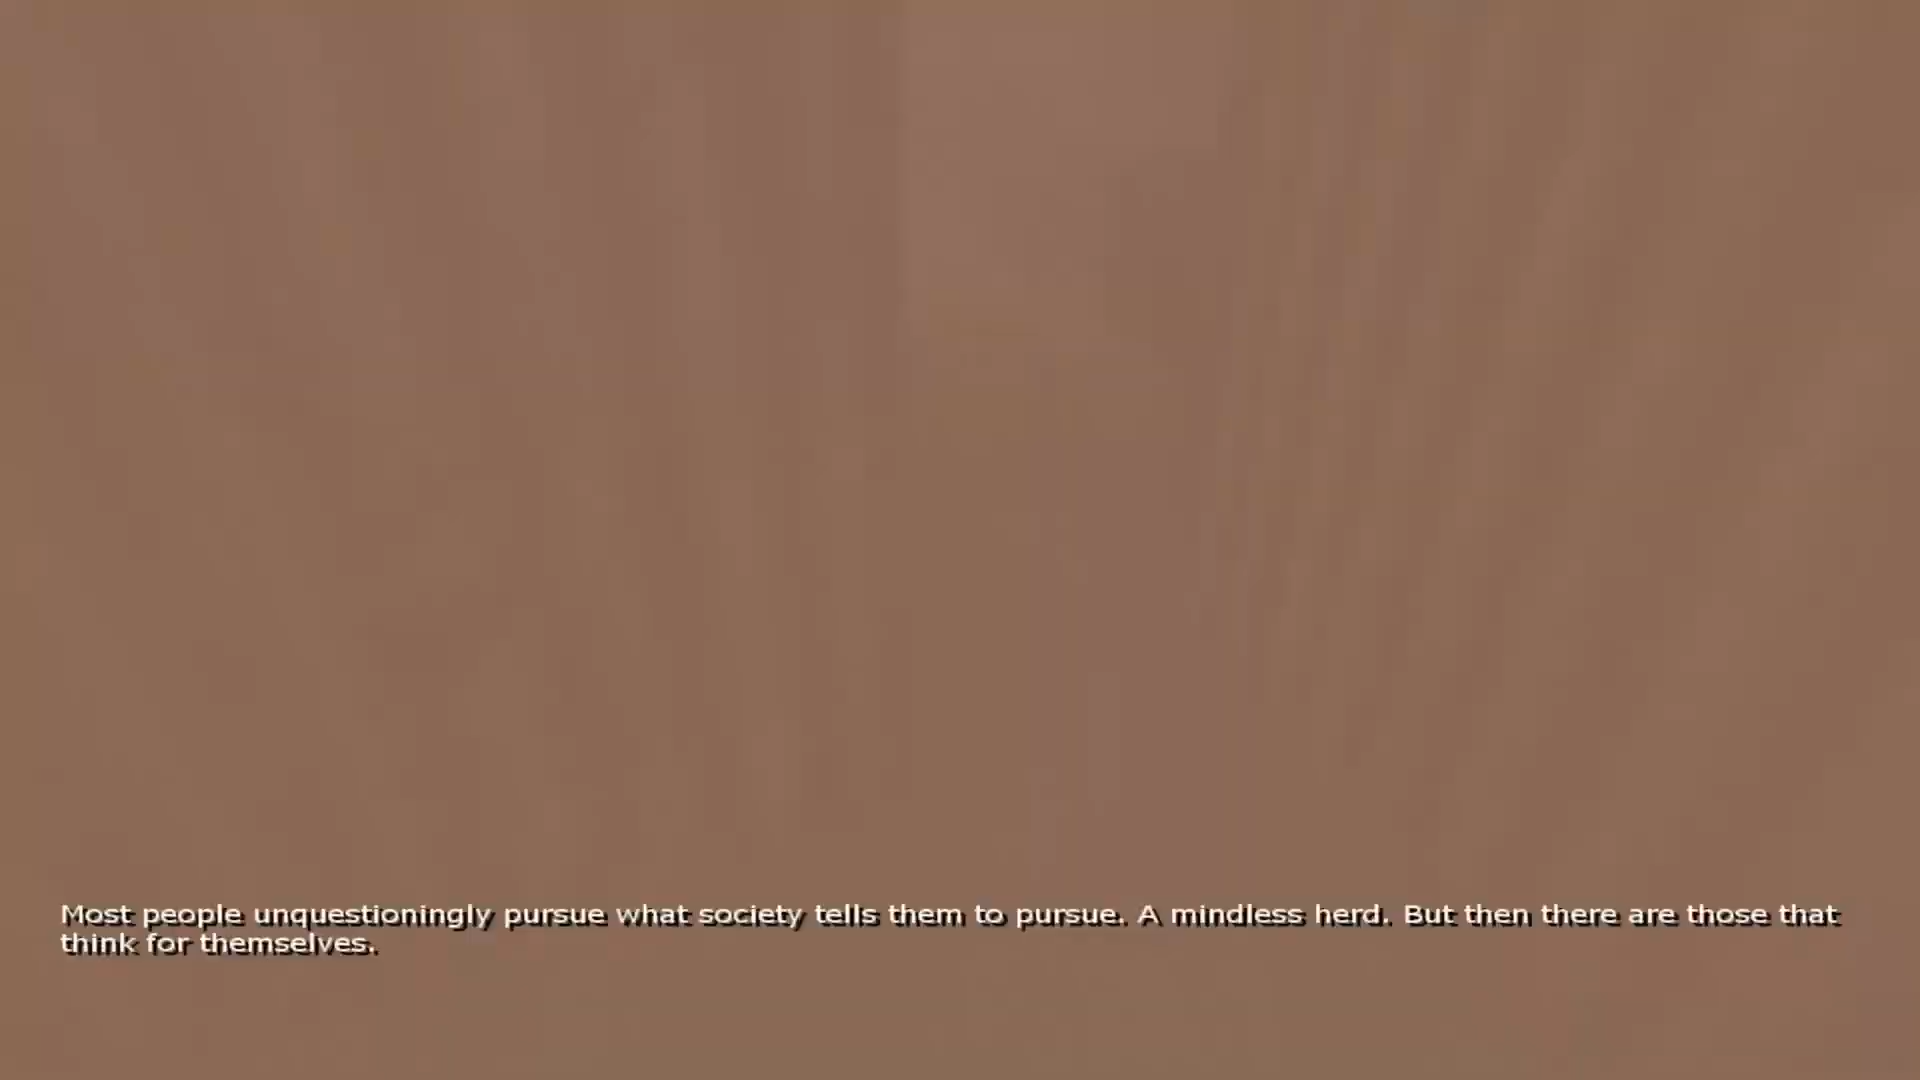 Most people unquestioningly pursue what society tells them to pursue. A mindless herd. But then there are those that
think for themselves.